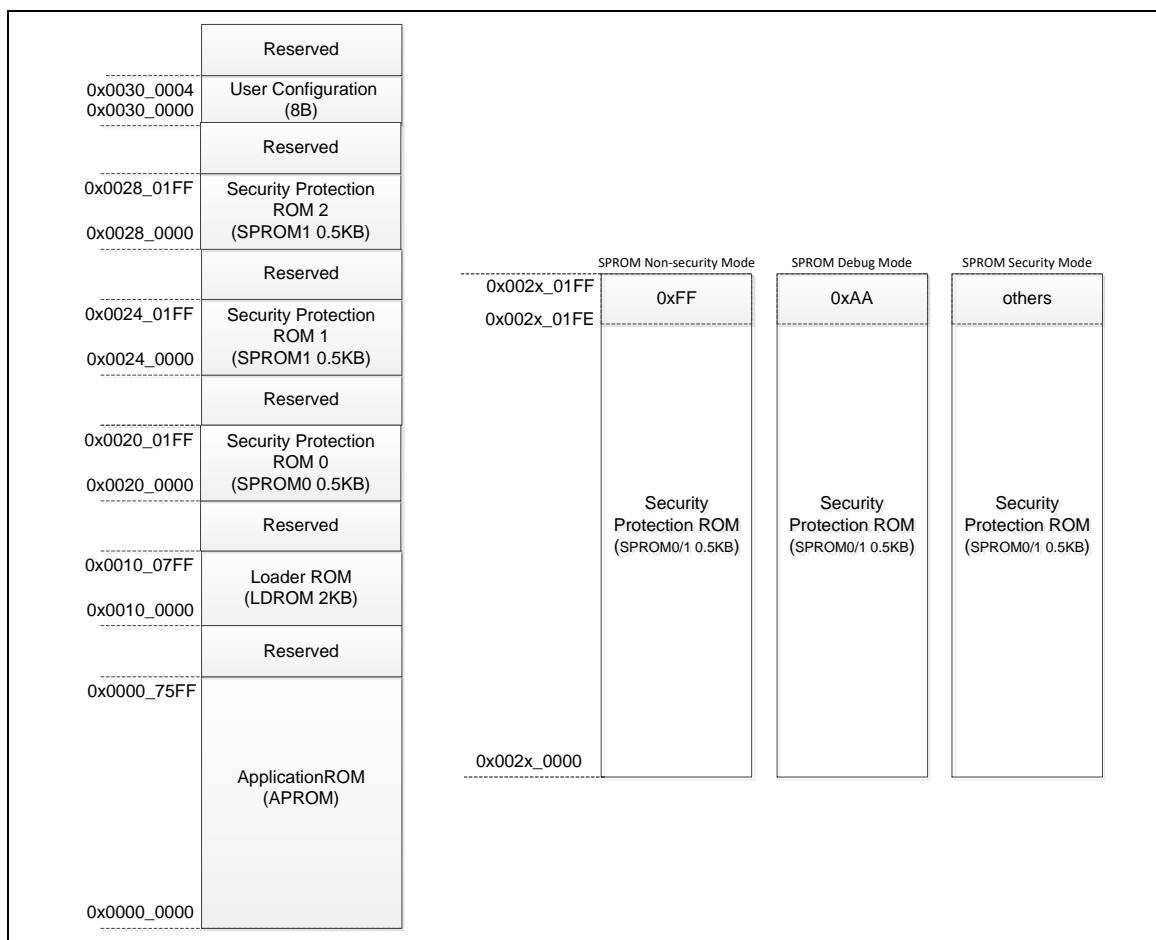 Reserved
0x0030_0004
0x0030_0000
User Configuration
(8B)
Reserved
0x0028_01FF
0x0028_0000
Security Protection
ROM 2
(SPROM1 0.5KB)
Reserved
0x0024_01FF
0x0024_0000
Security Protection
ROM 1
(SPROM1 0.5KB)
Reserved
0x0020_01FF
0x0020_0000
Security Protection
ROM 0
(SPROM0 0.5KB)
Reserved
0x0010_07FF
0x0010_0000
Loader ROM
(LDROM 2KB)
Reserved
0x0000_75FF
ApplicationROM
(APROM)
0x0000_0000
SPROM Non-security Mode
SPROM Debug Mode
SPROM Security Mode
0x002x_01FF
0x002x_01FE
0xFF
0xAA
others
Security
Protection ROM
(SPROM0/1 0.5KB)
Security
Protection ROM
(SPROM0/1 0.5KB)
Security
Protection ROM
(SPROM0/1 0.5KB)
0x002x_0000